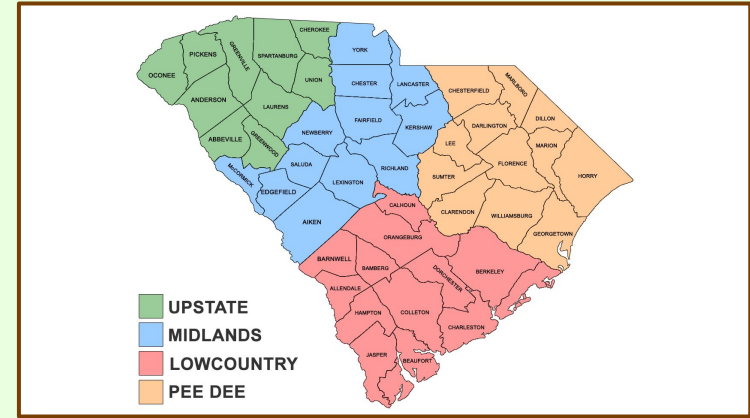 CHEROKEE
YORK
PICKENS
GREENVILLE
SPARTANBURG
OCONEE
UNION
CHESTER
LANCASTER
MARLBORO
CHESTERFIELD
ANDERSON
LAURENS
DILLON
FAIRFIELD
KERSHAW
DARLINGTON
NEWBERRY
ABBEVILLE
GREENWOOD
LEE
MARION
SALUDA
RICHLAND
FLORENCE
HORRY
MCCORMICK
LEXINGTON
SUMTER
EDGEFIELD
CALHOUN
CLARENDON
WILLIAMSBURG
AIKEN
ORANGEBURG
GEORGETOWN
BARNWELL
BAMBERG
DORCHESTER
BERKELEY
ALLENDALE
HAMPTON
COLLETON
CHARLESTON
JASPER
BEAUFORT
UPSTATE
MIDLANDS
LOWCOUNTRY
PEE DEE